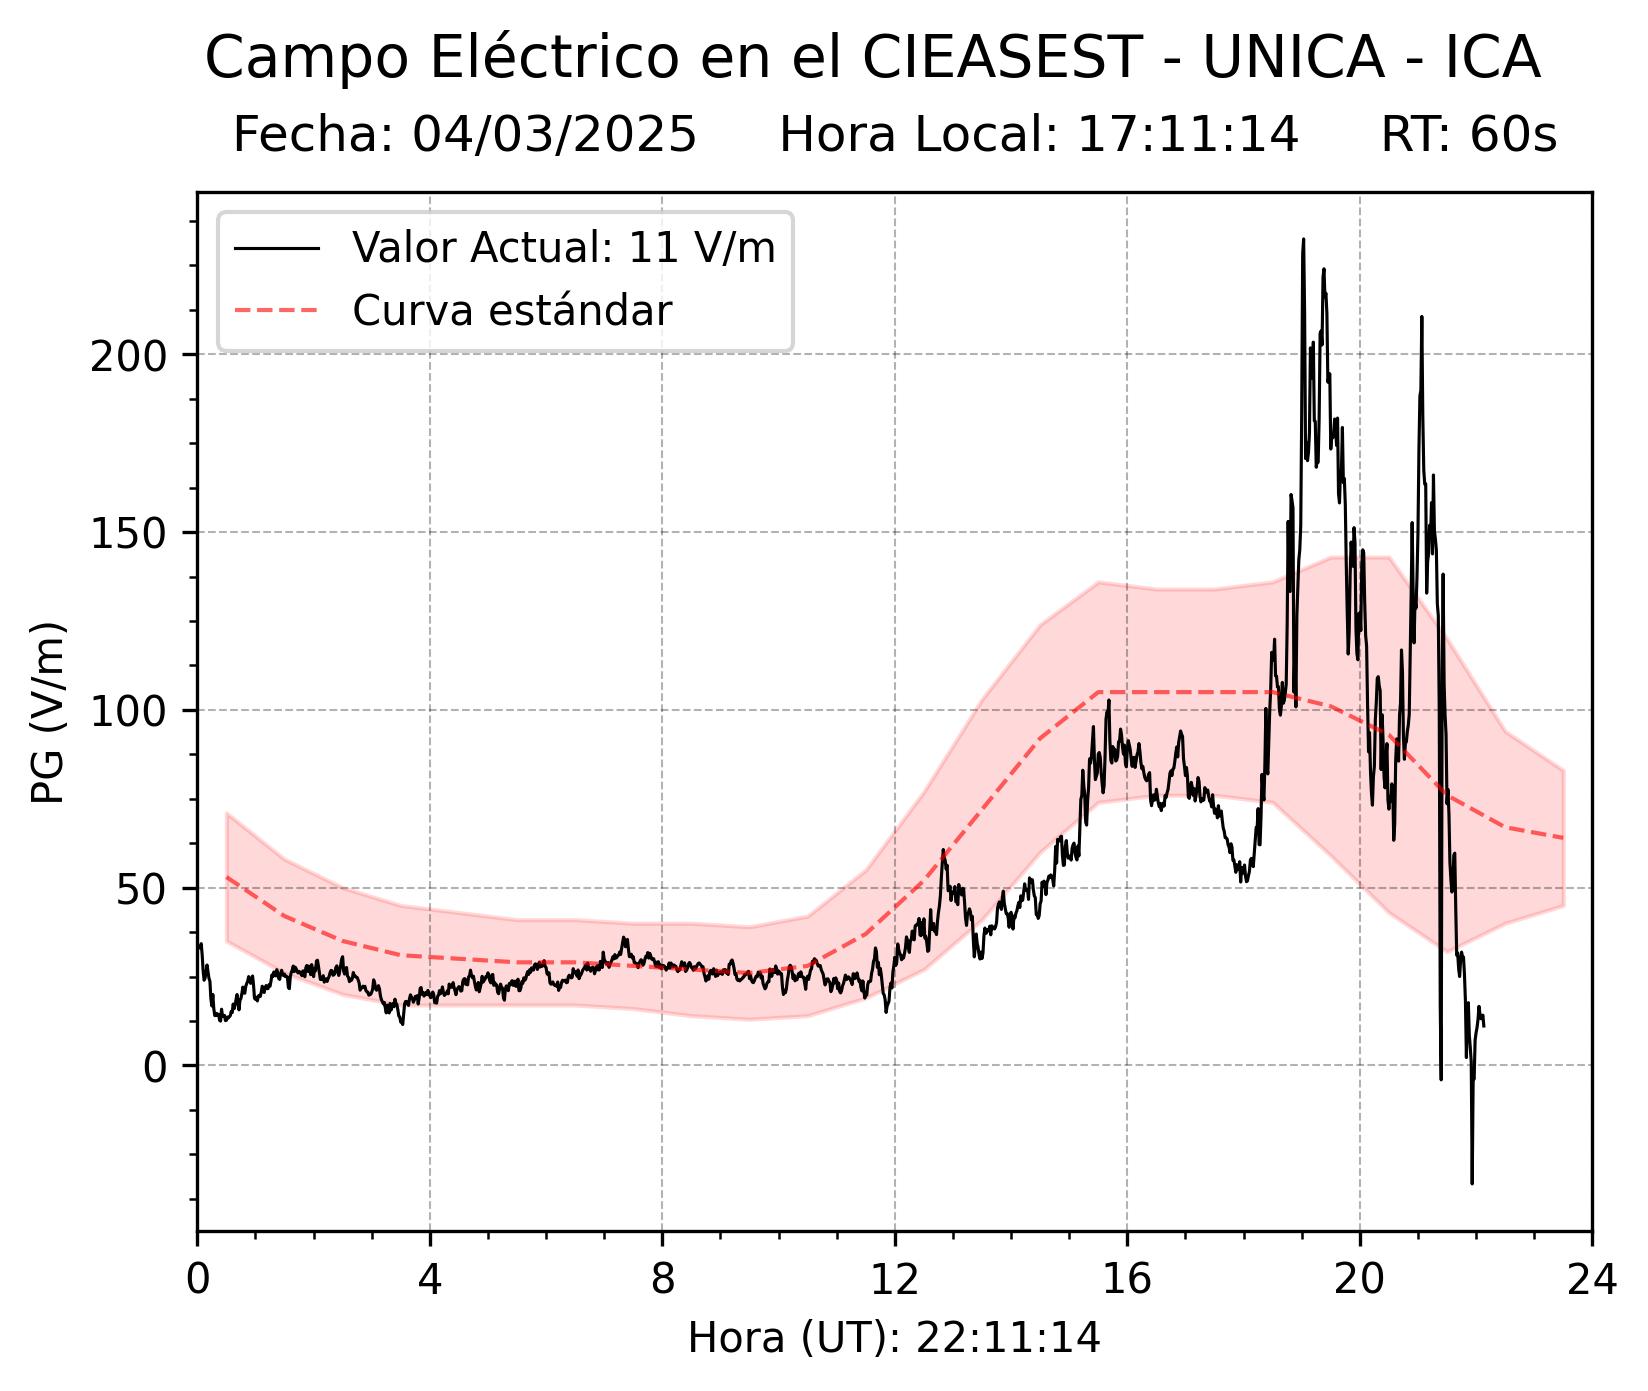 Campo Eléctrico en el CIEASEST - UNICA - ICA
Fecha: 04/03/2025 Hora Local: 17:11:14 RT: 60s
Valor Actual: 11 V/m
Curva estándar
PG (V/m)
200
150
100
50
0
0 4 8 12 16 20 24
Hora (UT): 22:11:14